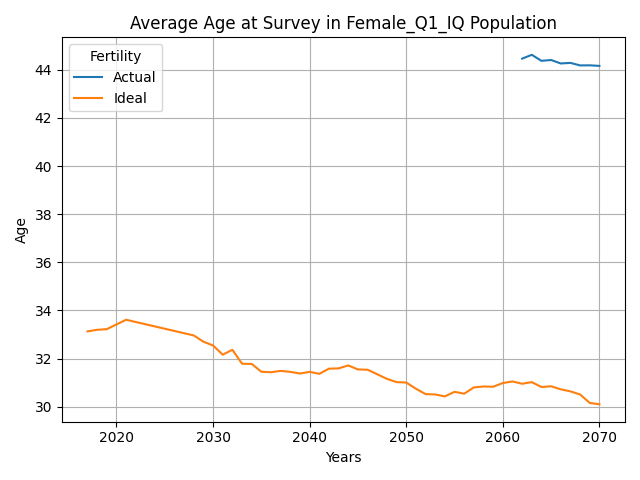 Average Age at Survey in Female_Q1_IQ Population
Fertility
Actual
Ideal
Age
44
42
40
38
36
34
32
30
2020
2030
2040
2050
2060
2070
Years